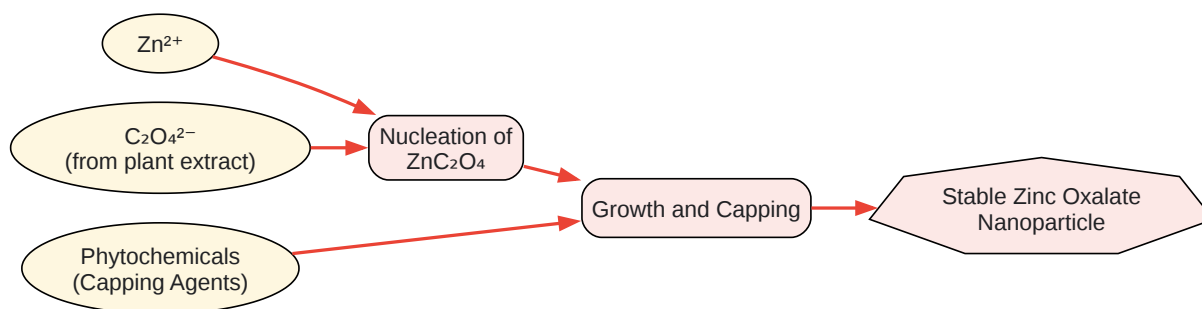 Zn²⁺
C₂O₄²⁻
(from plant extract)
Nucleation of
ZnC₂O₄
Growth and Capping
Stable Zinc Oxalate
Nanoparticle
Phytochemicals
(Capping Agents)